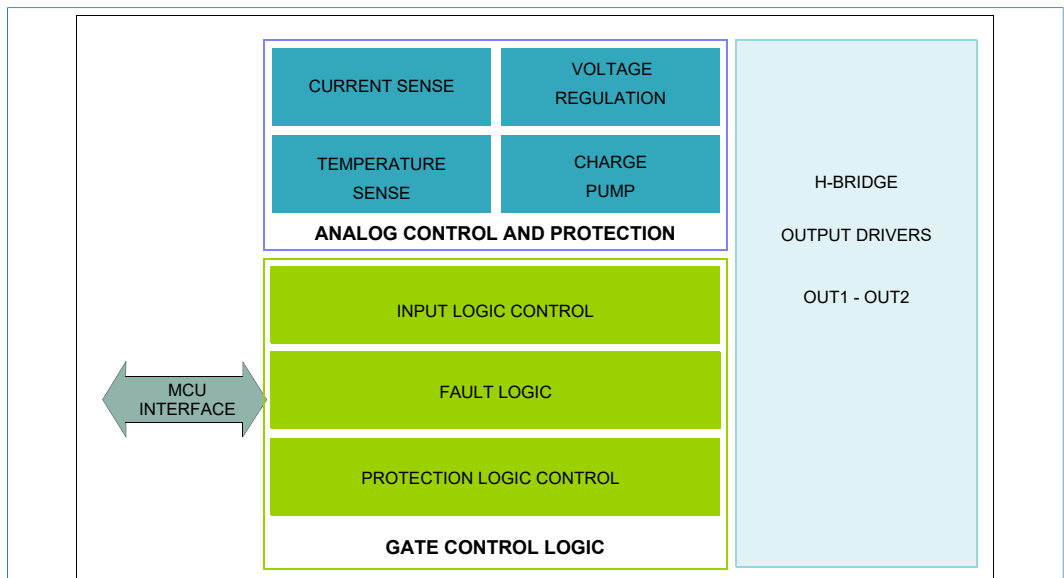 CURRENT SENSE
VOLTAGE
REGULATION
TEMPERATURE
SENSE
CHARGE
PUMP
ANALOG CONTROL AND PROTECTION
INPUT LOGIC CONTROL
FAULT LOGIC
PROTECTION LOGIC CONTROL
GATE CONTROL LOGIC
MCU
INTERFACE
H-BRIDGE
OUTPUT DRIVERS
OUT1 - OUT2